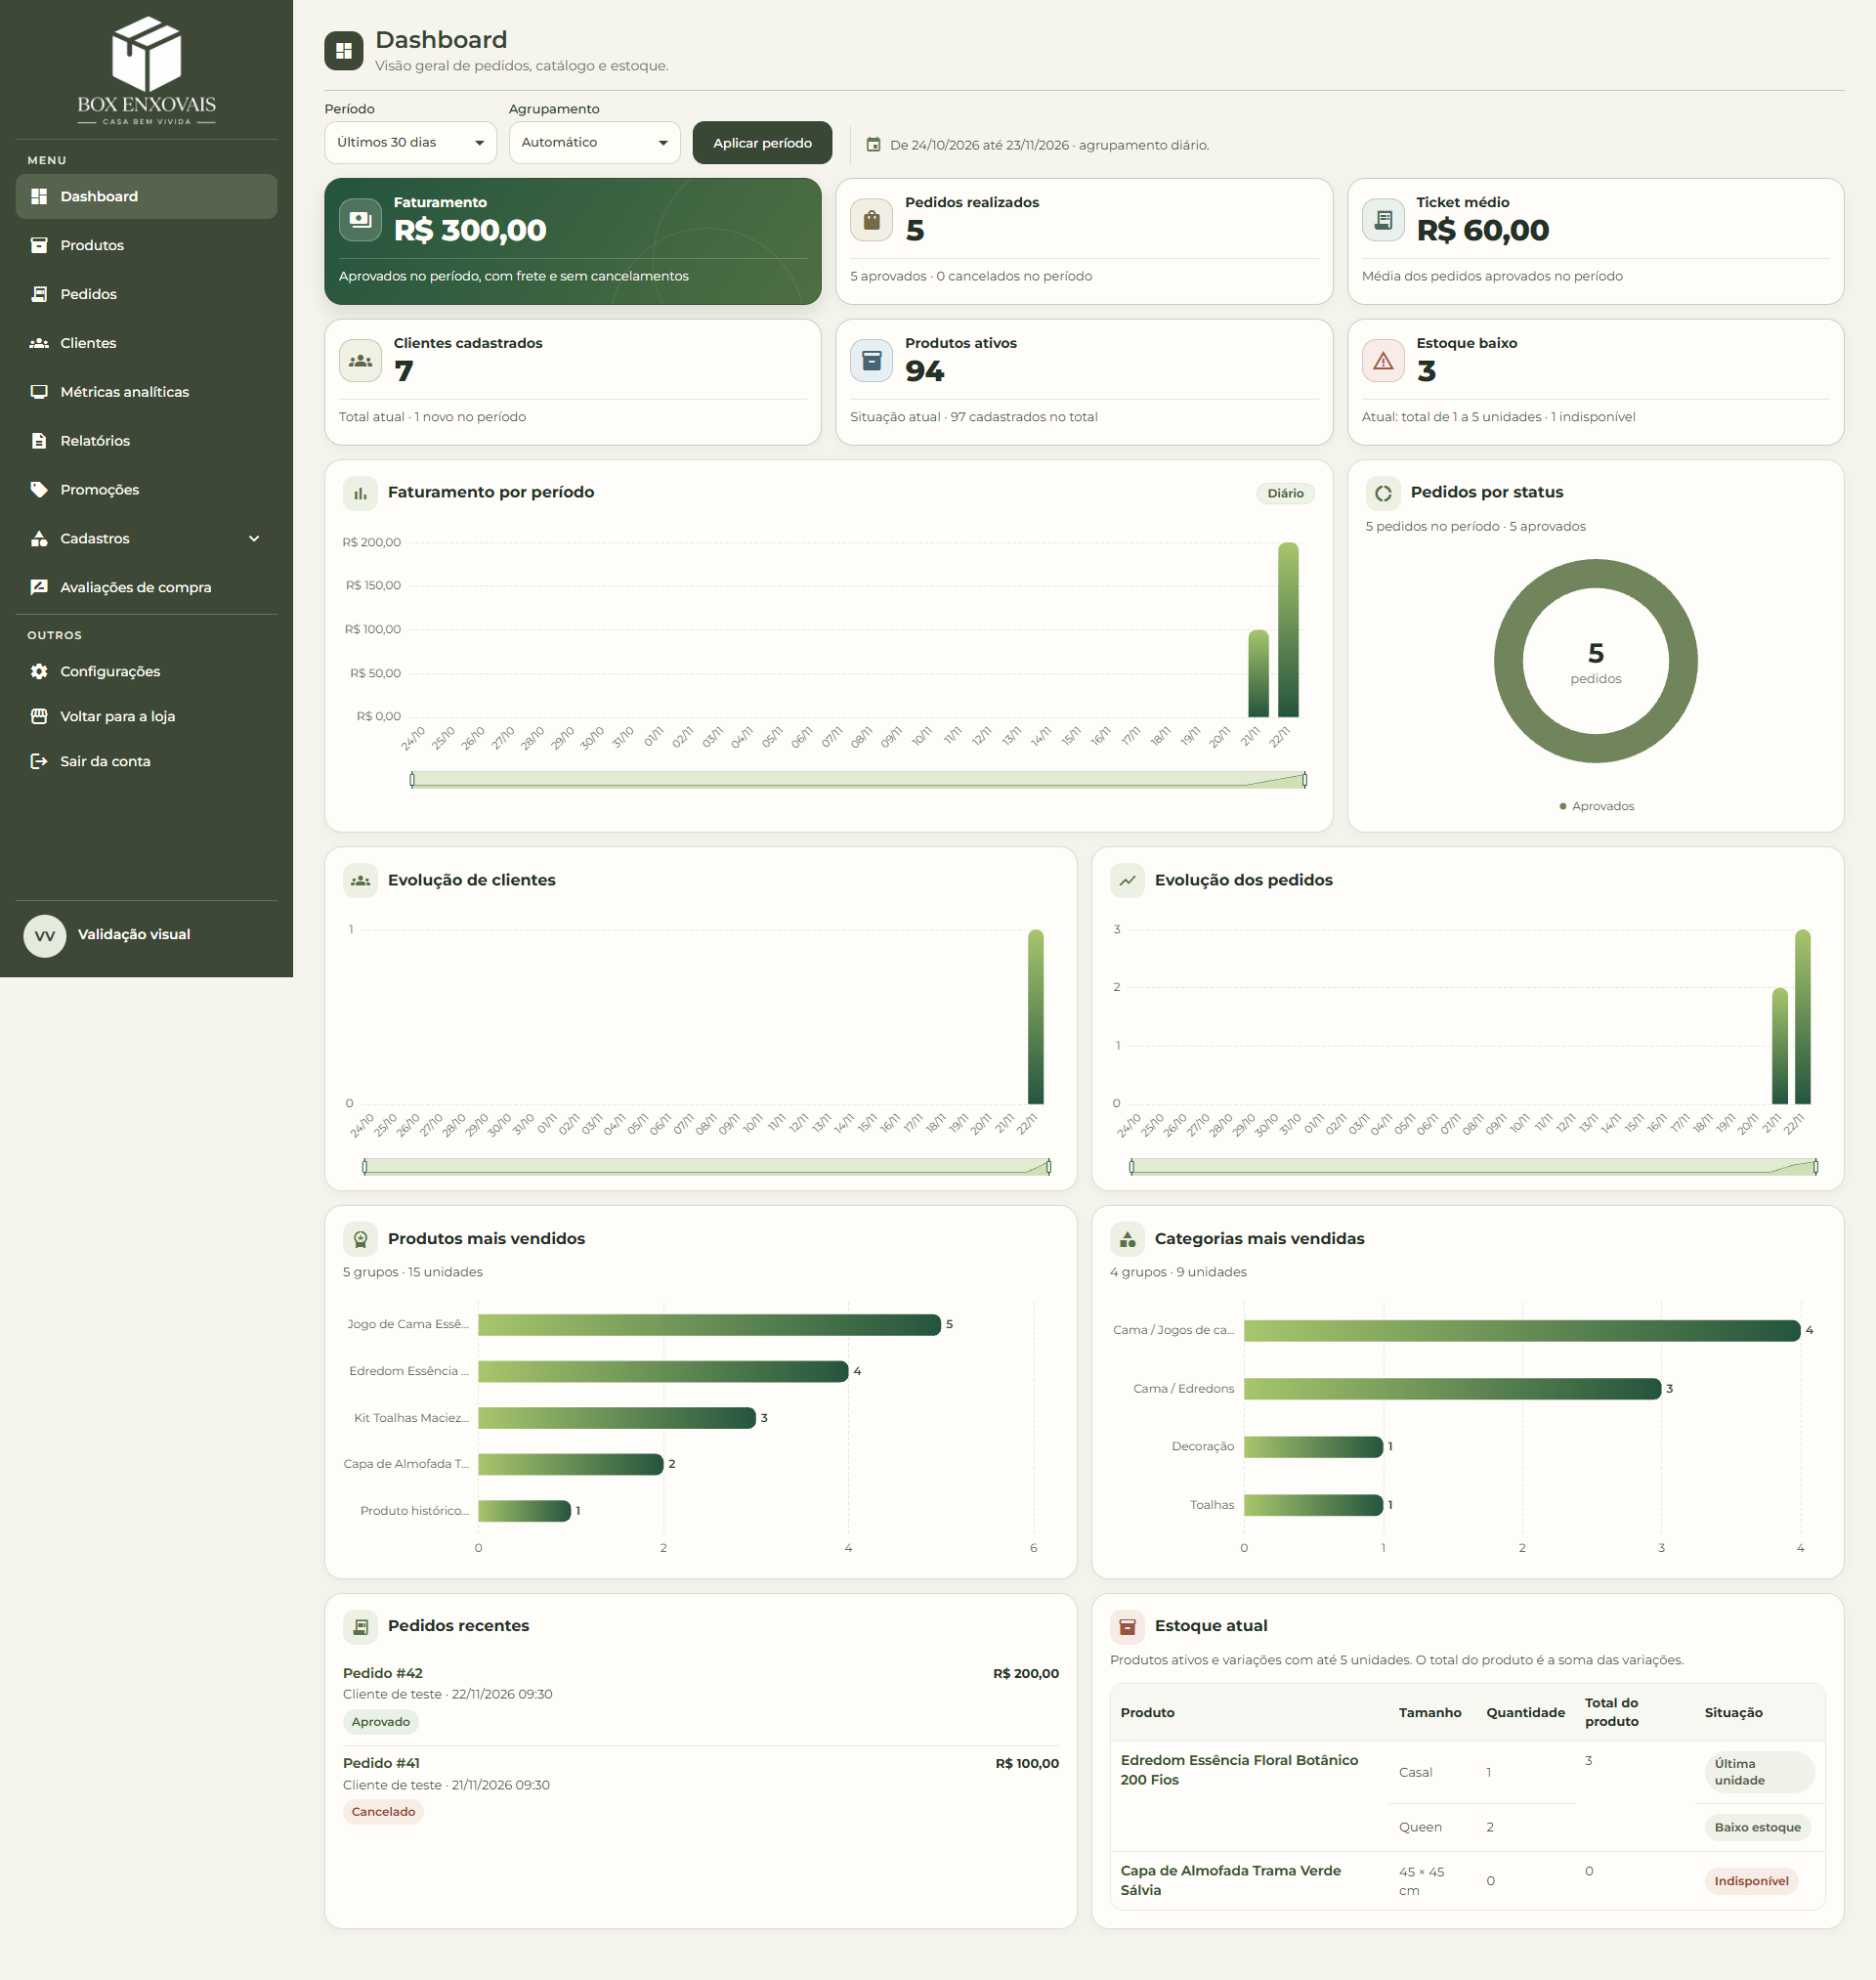 BOX ENXOVAIS
CASA BEM VIVIDA
MENU
Dashboard
Produtos
Pedidos
Clientes
Métricas analíticas
Relatórios
Promoções
Cadastros
Avaliações de compra
OUTROS
Configurações
Voltar para a loja
Sair da conta
VV Validação visual
Dashboard
Visão geral de pedidos, catálogo e estoque.
Período Agrupamento
Últimos 30 dias Automático Aplicar período De 24/10/2026 até 23/11/2026 · agrupamento diário.
Faturamento
R$ 300,00
Aprovados no período, com frete e sem cancelamentos
Pedidos realizados
5
5 aprovados · 0 cancelados no período
Ticket médio
R$ 60,00
Média dos pedidos aprovados no período
Clientes cadastrados
7
Total atual · 1 novo no período
Produtos ativos
94
Situação atual · 97 cadastrados no total
Estoque baixo
3
Atual: total de 1 a 5 unidades · 1 indisponível
Faturamento por período Diário
R$ 200,00
R$ 150,00
R$ 100,00
R$ 50,00
R$ 0,00
24/10 25/10 26/10 27/10 28/10 29/10 30/10 31/10 01/11 02/11 03/11 04/11 05/11 06/11 07/11 08/11 09/11 10/11 11/11 12/11 13/11 14/11 15/11 16/11 17/11 18/11 19/11 20/11 21/11 22/11
Pedidos por status
5 pedidos no período · 5 aprovados
5
pedidos
Aprovados
Evolução de clientes
1
0
24/10 25/10 26/10 27/10 28/10 29/10 30/10 31/10 01/11 02/11 03/11 04/11 05/11 06/11 07/11 08/11 09/11 10/11 11/11 12/11 13/11 14/11 15/11 16/11 17/11 18/11 19/11 20/11 21/11 22/11
Evolução dos pedidos
3
2
1
0
24/10 25/10 26/10 27/10 28/10 29/10 30/10 31/10 01/11 02/11 03/11 04/11 05/11 06/11 07/11 08/11 09/11 10/11 11/11 12/11 13/11 14/11 15/11 16/11 17/11 18/11 19/11 20/11 21/11 22/11
Produtos mais vendidos
5 grupos · 15 unidades
Jogo de Cama Essê... 5
Edredom Essência ... 4
Kit Toalhas Maciez... 3
Capa de Almofada T... 2
Produto histórico... 1
0 2 4 6
Categorias mais vendidas
4 grupos · 9 unidades
Cama / Jogos de ca... 4
Cama / Edredons 3
Decoração 1
Toalhas 1
0 1 2 3 4
Pedidos recentes
Pedido #42 R$ 200,00
Cliente de teste · 22/11/2026 09:30
Aprovado
Pedido #41 R$ 100,00
Cliente de teste · 21/11/2026 09:30
Cancelado
Estoque atual
Produtos ativos e variações com até 5 unidades. O total do produto é a soma das variações.
Produto Tamanho Quantidade Total do produto Situação
Edredom Essência Floral Botânico 200 Fios Casal 1 3 Última unidade
Queen 2 Baixo estoque
Capa de Almofada Trama Verde Sálvia 45 × 45 cm 0 0 Indisponível